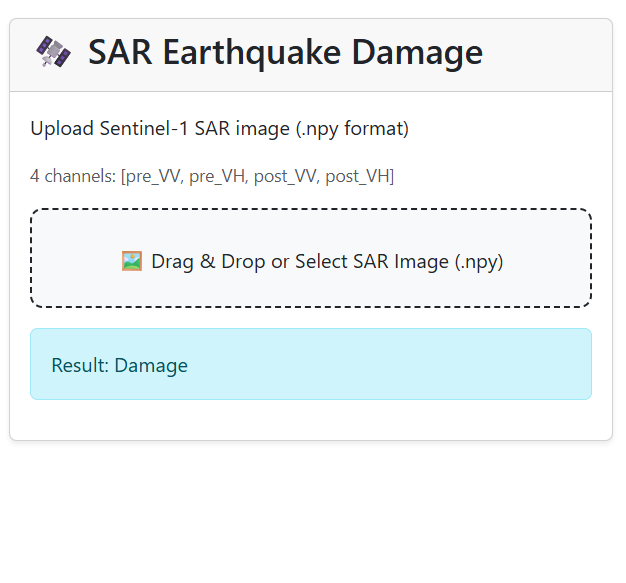 SAR Earthquake Damage
Upload Sentinel-1 SAR image (.npy format)
4 channels: [pre_VV, pre_VH, post_VV, post_VH]
Drag & Drop or Select SAR Image (.npy)
Result: Damage